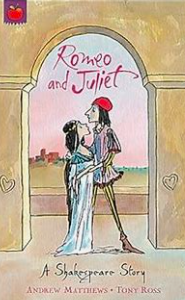 Romeo
and Juliet
A Shakespeare Story
ANDREW MATTHEWS • TONY ROSS